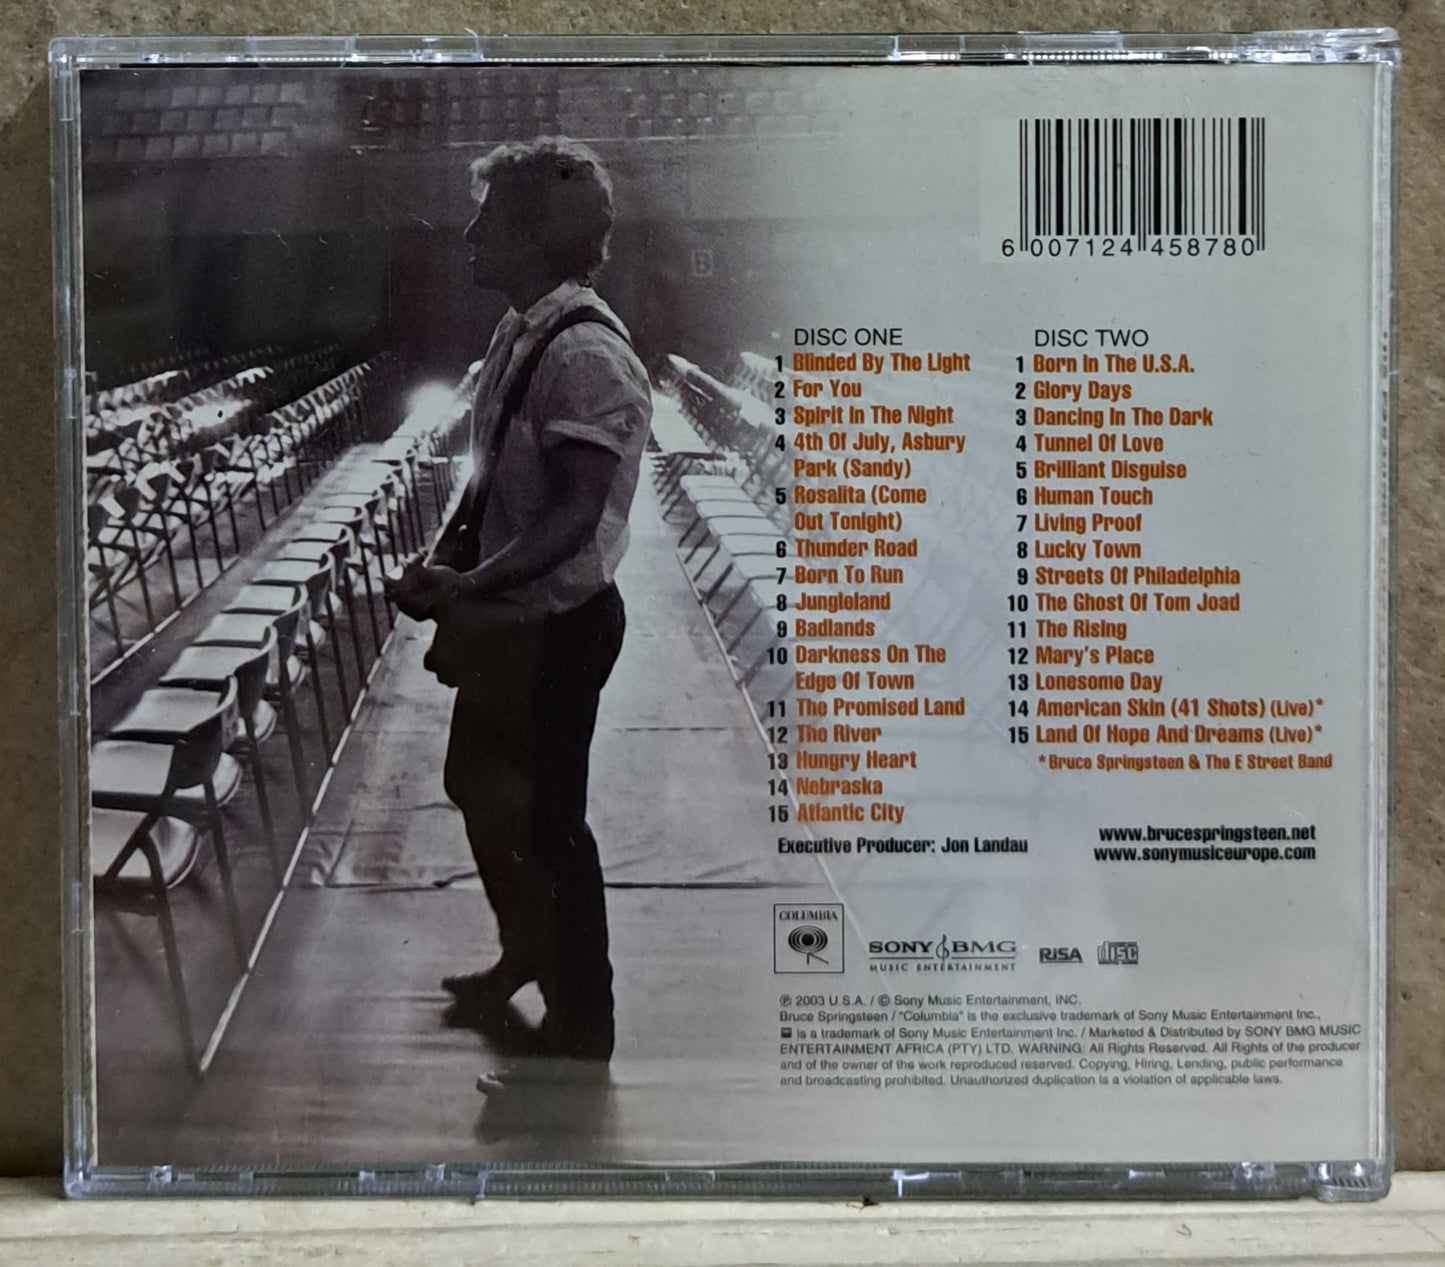 6 007124 458780
DISC ONE
1 Blinded By The Light
2 For You
3 Spirit In The Night
4 4th Of July, Asbury
Park (Sandy)
5 Rosalita (Come
Out Tonight)
6 Thunder Road
7 Born To Run
8 Jungleland
9 Badlands
10 Darkness On The
Edge Of Town
11 The Promised Land
12 The River
13 Hungry Heart
14 Nebraska
15 Atlantic City
Executive Producer: Jon Landau
DISC TWO
1 Born In The U.S.A.
2 Glory Days
3 Dancing In The Dark
4 Tunnel Of Love
5 Brilliant Disguise
6 Human Touch
7 Living Proof
8 Lucky Town
9 Streets Of Philadelphia
10 The Ghost Of Tom Joad
11 The Rising
12 Mary's Place
13 Lonesome Day
14 American Skin (41 Shots) (Live)*
15 Land Of Hope And Dreams (Live)*
*Bruce Springsteen & The E Street Band
www.brucespringsteen.net
www.sonymusiceurope.com
COLUMBIA
SONY BMG
MUSIC ENTERTAINMENT
RiSA
disc
℗ 2003 U.S.A. / © Sony Music Entertainment, INC.
Bruce Springsteen / "Columbia" is the exclusive trademark of Sony Music Entertainment Inc.,
is a trademark of Sony Music Entertainment Inc. / Marketed & Distributed by SONY BMG MUSIC
ENTERTAINMENT AFRICA (PTY) LTD. WARNING: All Rights Reserved. All Rights of the producer
and of the owner of the work reproduced reserved. Copying, Hiring, Lending, public performance
and broadcasting prohibited. Unauthorized duplication is a violation of applicable laws.
B